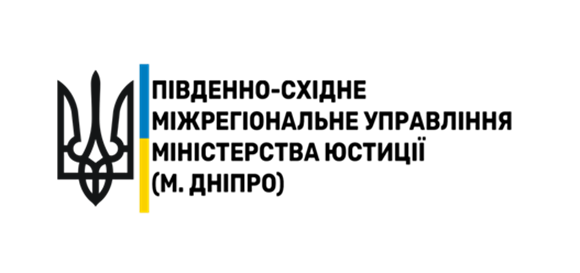 ПІВДЕННО-СХІДНЕ
МІЖРЕГІОНАЛЬНЕ УПРАВЛІННЯ
МІНІСТЕРСТВА ЮСТИЦІЇ
(М. ДНІПРО)